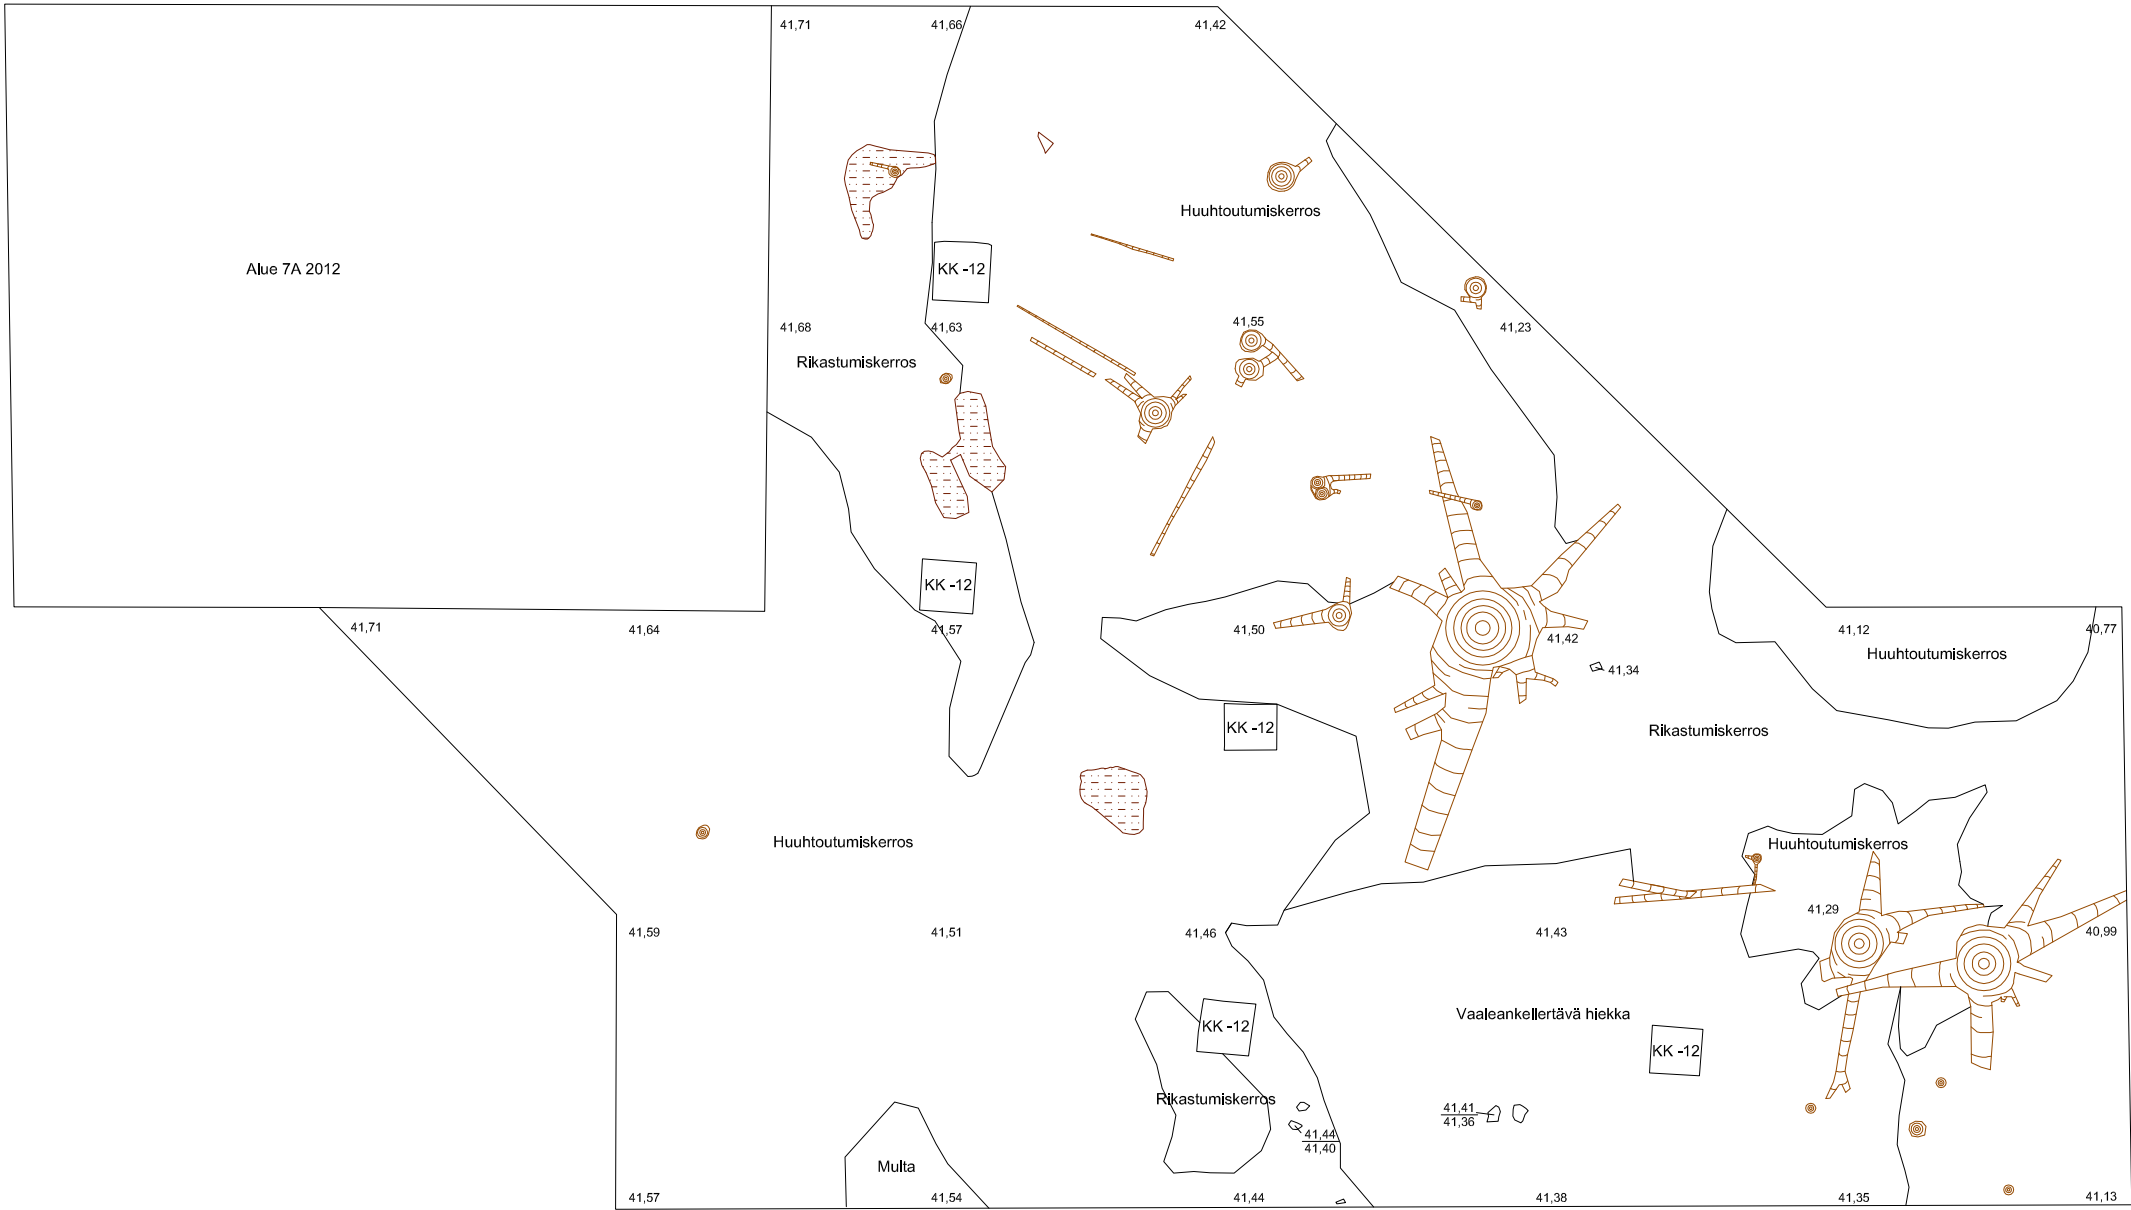 41,71 41,66 41,42
Huuhtoutumiskerros
Alue 7A 2012
KK -12
41,68 41,63 41,55 41,23
Rikastumiskerros
KK -12
41,71 41,64 41,57 41,50 41,42 41,12 40,77
Huuhtoutumiskerros
41,34
KK -12
Rikastumiskerros
Huuhtoutumiskerros
Huuhtoutumiskerros
41,29
41,59 41,51 41,46 41,43 40,99
Vaaleankellertävä hiekka
KK -12
KK -12
Rikastumiskerros
41,41
41,36
41,44
41,40
Multa
41,57 41,54 41,44 41,38 41,35 41,13